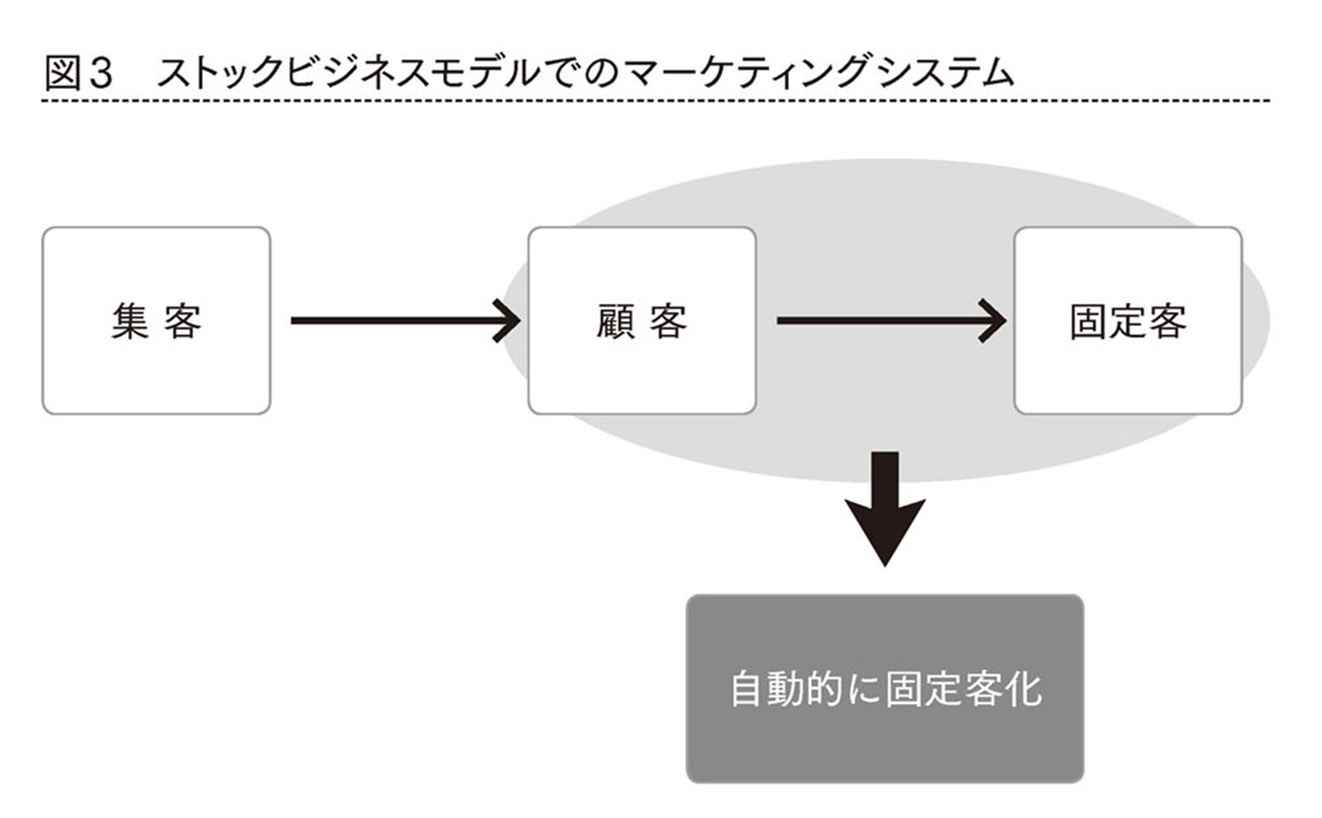 図3　ストックビジネスモデルでのマーケティングシステム
集 客
顧 客
固定客
自動的に固定客化